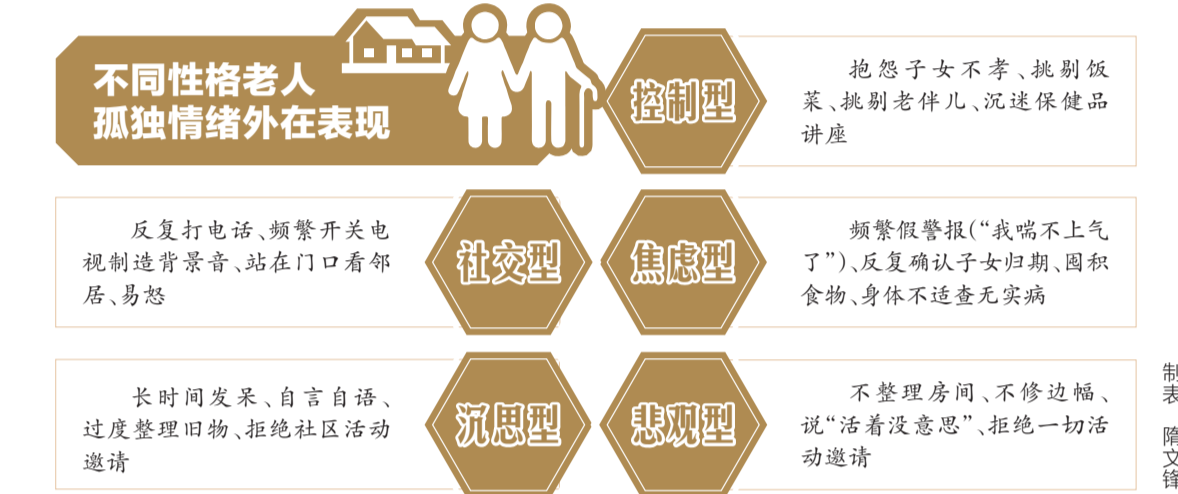 不同性格老人
孤独情绪外在表现
控制型
抱怨子女不孝、挑剔饭
菜、挑剔老伴儿、沉迷保健品
讲座
社交型
反复打电话、频繁开关电
视制造背景音、站在门口看邻
居、易怒
焦虑型
频繁假警报(“我喘不上气
了”)、反复确认子女归期、囤积
食物、身体不适查无实病
沉思型
长时间发呆、自言自语、
过度整理旧物、拒绝社区活动
邀请
悲观型
不整理房间、不修边幅、
说“活着没意思”、拒绝一切活
动邀请
制表 隋文锋